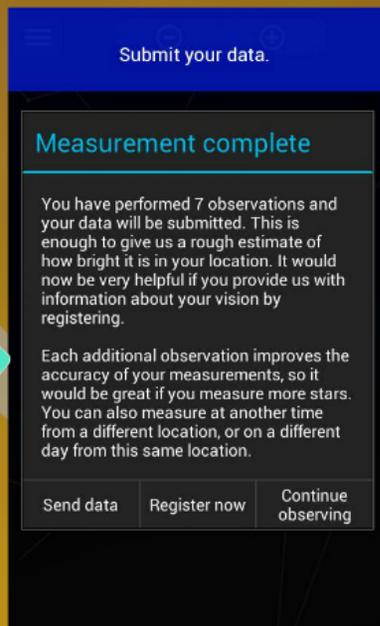 Submit your data.
Measurement complete
You have performed 7 observations and
your data will be submitted. This is
enough to give us a rough estimate of
how bright it is in your location. It would
now be very helpful if you provide us with
information about your vision by
registering.
Each additional observation improves the
accuracy of your measurements, so it
would be great if you measure more stars.
You can also measure at another time
from a different location, or on a different
day from this same location.
Send data
Register now
Continue
observing